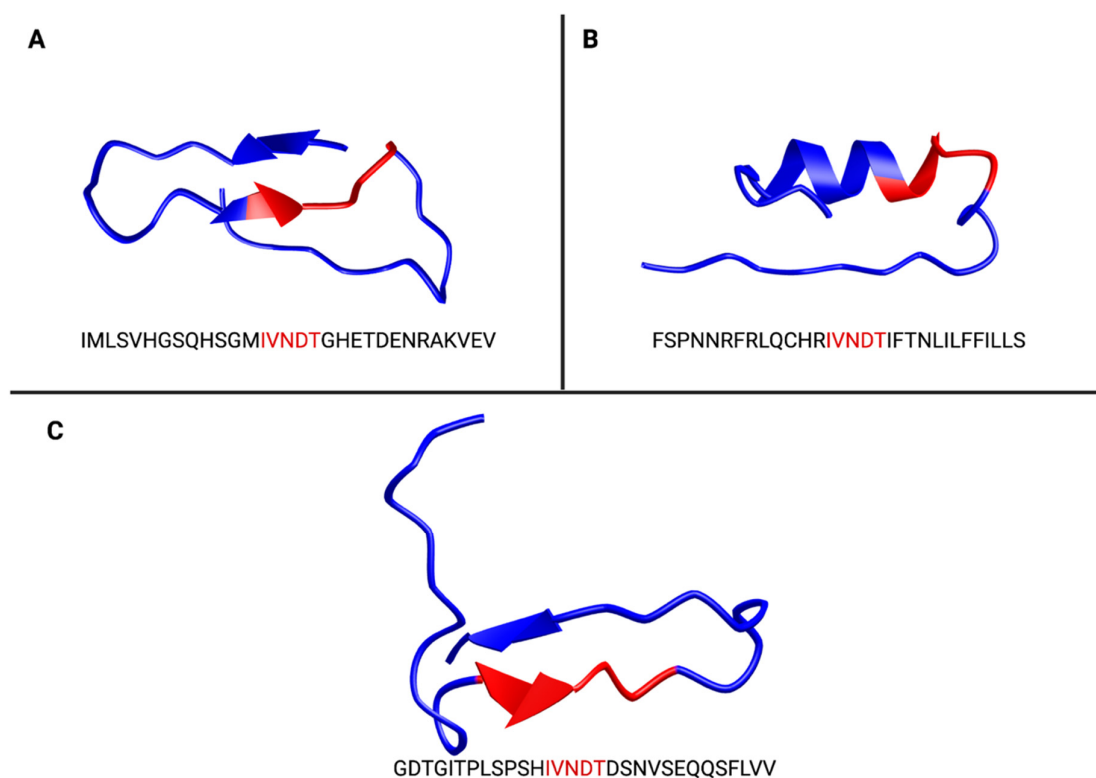 A
B
IMLSVHGSQHSGMIVNDTGHETDENRAKVEV
FSPNNRFRLQCHRIVNDTIFTNLILFFILLS
C
GDTGITPLSPSHIVNDTDSNVSEQQSFLVV